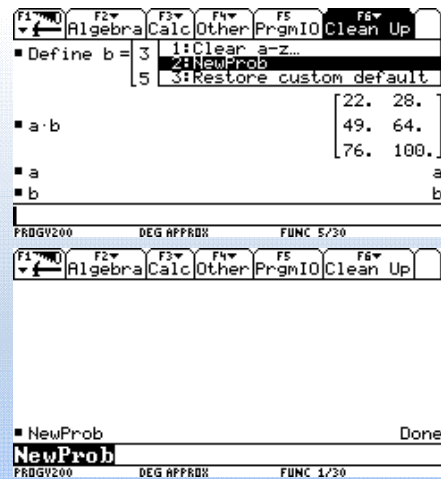 F1 F2 F3 F4 F5 F6
Algebra Calc Other PrgmIO Clean Up
Define b = [3
1:Clear a-z…
2:NewProb
[5
3:Restore custom default
[22. 28.
a·b 49. 64.
76. 100.]
a a
b b
PROGV200 DEG APPROX FUNC 5/30
F1 F2 F3 F4 F5 F6
Algebra Calc Other PrgmIO Clean Up
NewProb Done
NewProb
PROGV200 DEG APPROX FUNC 1/30